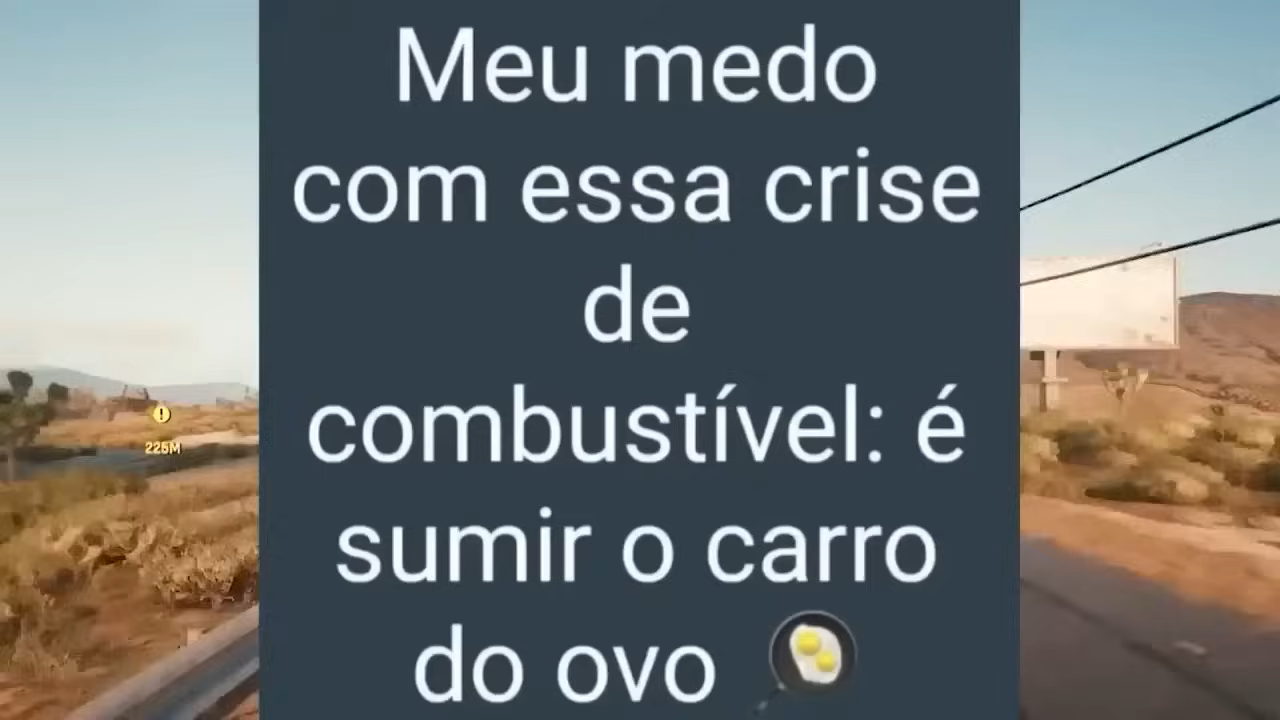 Meu medo
com essa crise
de
combustível: é
sumir o carro
do ovo 🍳
225M